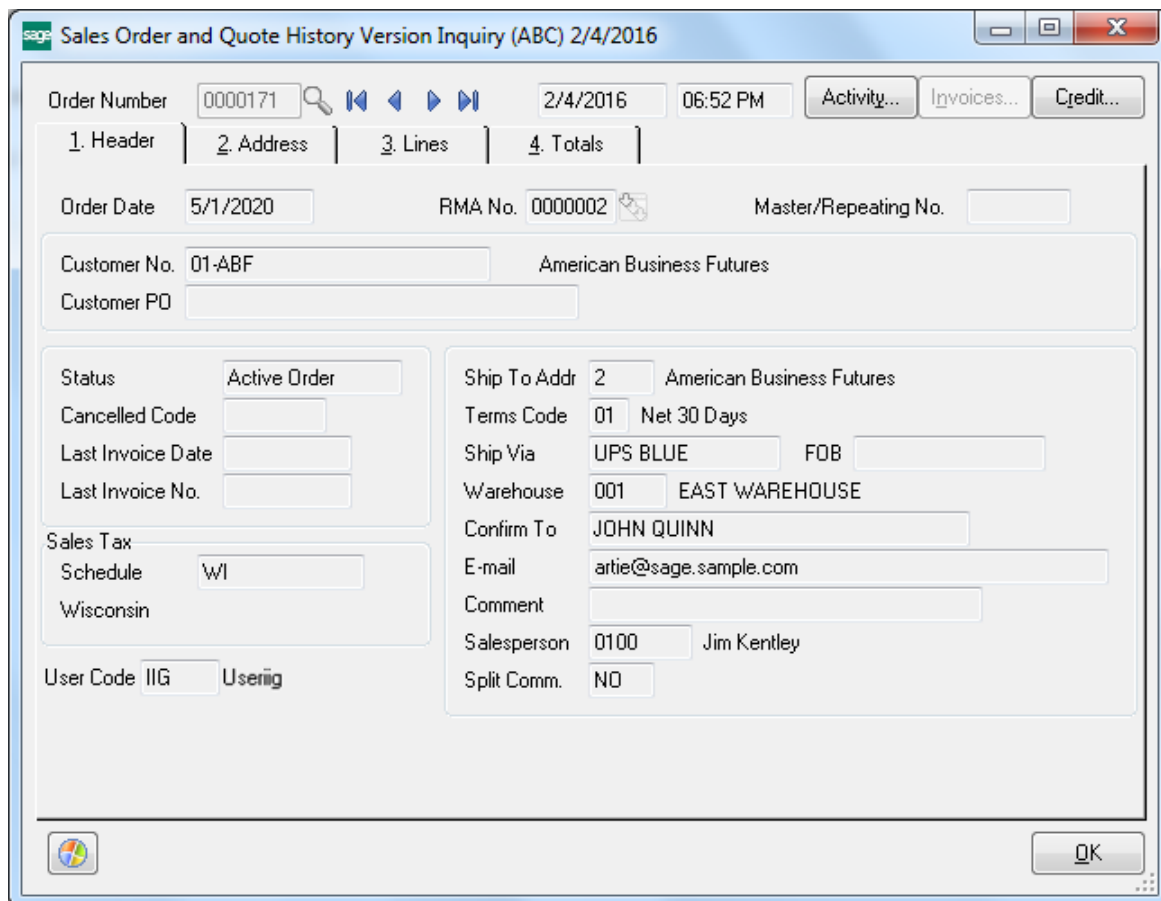 sage Sales Order and Quote History Version Inquiry (ABC) 2/4/2016
Order Number 0000171 2/4/2016 06:52 PM Activity... Invoices... Credit...
1. Header 2. Address 3. Lines 4. Totals
Order Date 5/1/2020 RMA No. 0000002 Master/Repeating No.
Customer No. 01-ABF American Business Futures
Customer PO
Status Active Order
Cancelled Code
Last Invoice Date
Last Invoice No.
Sales Tax
Schedule WI
Wisconsin
User Code IIG Useriig
Ship To Addr 2 American Business Futures
Terms Code 01 Net 30 Days
Ship Via UPS BLUE FOB
Warehouse 001 EAST WAREHOUSE
Confirm To JOHN QUINN
E-mail artie@sage.sample.com
Comment
Salesperson 0100 Jim Kentley
Split Comm. NO
OK